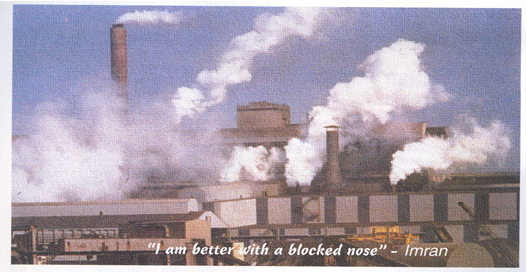 "I am better with a blocked nose" - Imran